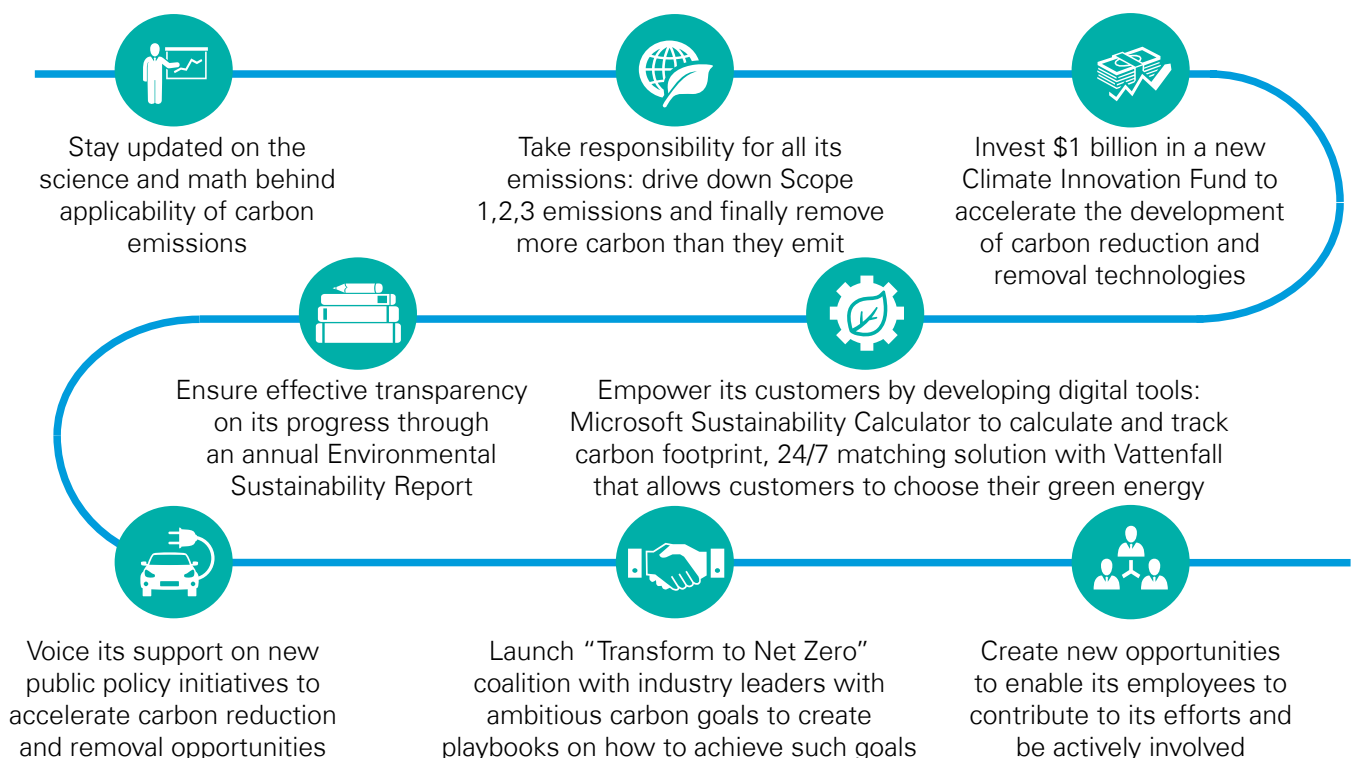 Stay updated on the
science and math behind
applicability of carbon
emissions
Take responsibility for all its
emissions: drive down Scope
1,2,3 emissions and finally remove
more carbon than they emit
Invest $1 billion in a new
Climate Innovation Fund to
accelerate the development
of carbon reduction and
removal technologies
Empower its customers by developing digital tools:
Microsoft Sustainability Calculator to calculate and track
carbon footprint, 24/7 matching solution with Vattenfall
that allows customers to choose their green energy
Ensure effective transparency
on its progress through
an annual Environmental
Sustainability Report
Voice its support on new
public policy initiatives to
accelerate carbon reduction
and removal opportunities
Launch “Transform to Net Zero”
coalition with industry leaders with
ambitious carbon goals to create
playbooks on how to achieve such goals
Create new opportunities
to enable its employees to
contribute to its efforts and
be actively involved